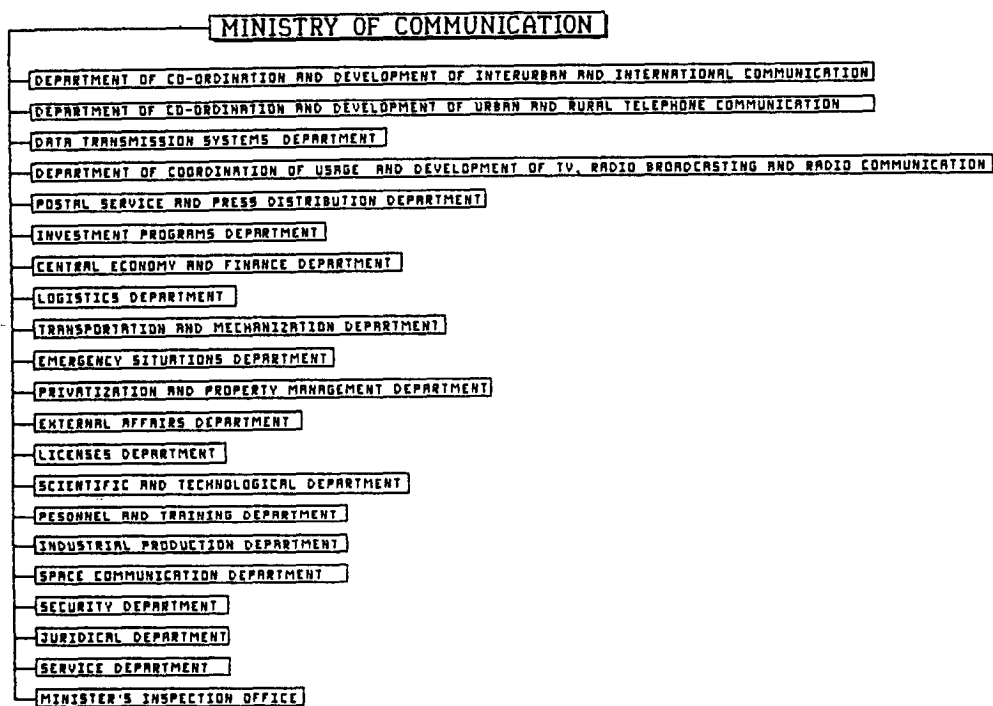 MINISTRY OF COMMUNICATION
DEPARTMENT OF CO-ORDINATION AND DEVELOPMENT OF INTERURBAN AND INTERNATIONAL COMMUNICATION
DEPARTMENT OF CO-ORDINATION AND DEVELOPMENT OF URBAN AND RURAL TELEPHONE COMMUNICATION
DATA TRANSMISSION SYSTEMS DEPARTMENT
DEPARTMENT OF COORDINATION OF USAGE AND DEVELOPMENT OF TV, RADIO BROADCASTING AND RADIO COMMUNICATION
POSTAL SERVICE AND PRESS DISTRIBUTION DEPARTMENT
INVESTMENT PROGRAMS DEPARTMENT
CENTRAL ECONOMY AND FINANCE DEPARTMENT
LOGISTICS DEPARTMENT
TRANSPORTATION AND MECHANIZATION DEPARTMENT
EMERGENCY SITUATIONS DEPARTMENT
PRIVATIZATION AND PROPERTY MANAGEMENT DEPARTMENT
EXTERNAL AFFAIRS DEPARTMENT
LICENSES DEPARTMENT
SCIENTIFIC AND TECHNOLOGICAL DEPARTMENT
PESONNEL AND TRAINING DEPARTMENT
INDUSTRIAL PRODUCTION DEPARTMENT
SPACE COMMUNICATION DEPARTMENT
SECURITY DEPARTMENT
JURIDICAL DEPARTMENT
SERVICE DEPARTMENT
MINISTER'S INSPECTION OFFICE